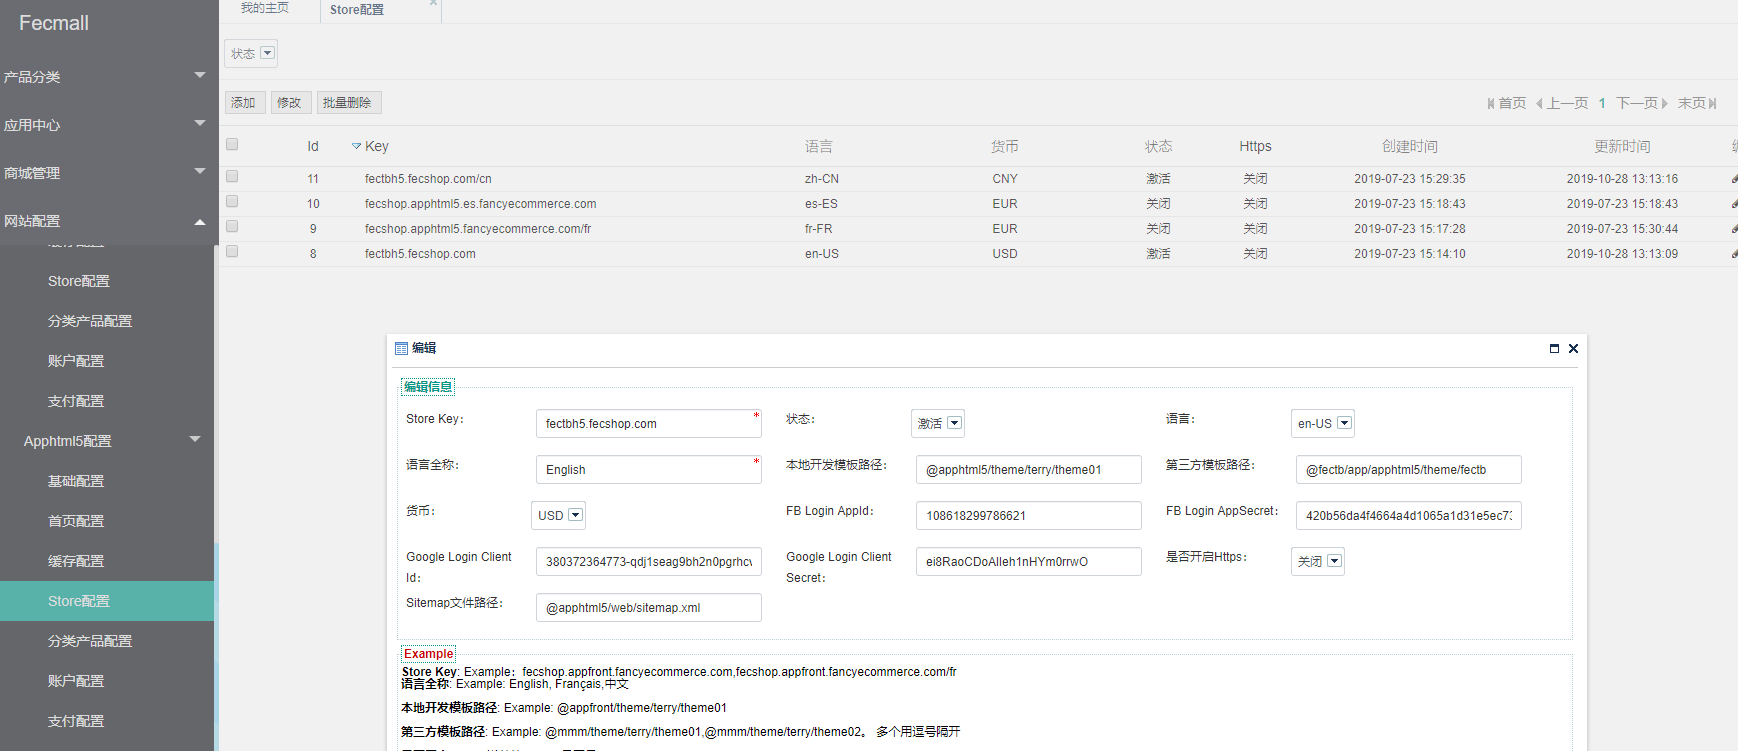 Fecmall
我的主页
Store配置
状态
产品分类
应用中心
商城管理
网站配置
Store配置
分类产品配置
账户配置
支付配置
Apphtml5配置
基础配置
首页配置
缓存配置
Store配置
分类产品配置
账户配置
支付配置
添加 修改 批量删除
首页 上一页 1 下一页 末页
Id Key 语言 货币 状态 Https 创建时间 更新时间
11 fectbh5.fecshop.com/cn zh-CN CNY 激活 关闭 2019-07-23 15:29:35 2019-10-28 13:13:16
10 fecshop.apphtml5.es.fancyecommerce.com es-ES EUR 关闭 关闭 2019-07-23 15:18:43 2019-07-23 15:18:43
9 fecshop.apphtml5.fancyecommerce.com/fr fr-FR EUR 关闭 关闭 2019-07-23 15:17:28 2019-07-23 15:30:44
8 fectbh5.fecshop.com en-US USD 激活 关闭 2019-07-23 15:14:10 2019-10-28 13:13:09
编辑
编辑信息
Store Key: fectbh5.fecshop.com * 状态: 激活 语言: en-US
语言全称: English * 本地开发模板路径: @apphtml5/theme/terry/theme01 第三方模板路径: @fectb/app/apphtml5/theme/fectb
货币: USD FB Login AppId: 108618299786621 FB Login AppSecret: 420b56da4f4664a4d1065a1d31e5ec73
Google Login Client Id: 380372364773-qdj1seag9bh2n0pgrhcv Google Login Client Secret: ei8RaoCDoAlleh1nHYm0rrwO 是否开启Https: 关闭
Sitemap文件路径: @apphtml5/web/sitemap.xml
Example
Store Key: Example：fecshop.appfront.fancyecommerce.com,fecshop.appfront.fancyecommerce.com/fr
语言全称: Example: English, Français,中文
本地开发模板路径: Example: @appfront/theme/terry/theme01
第三方模板路径: Example: @mmm/theme/terry/theme01,@mmm/theme/terry/theme02。 多个用逗号隔开